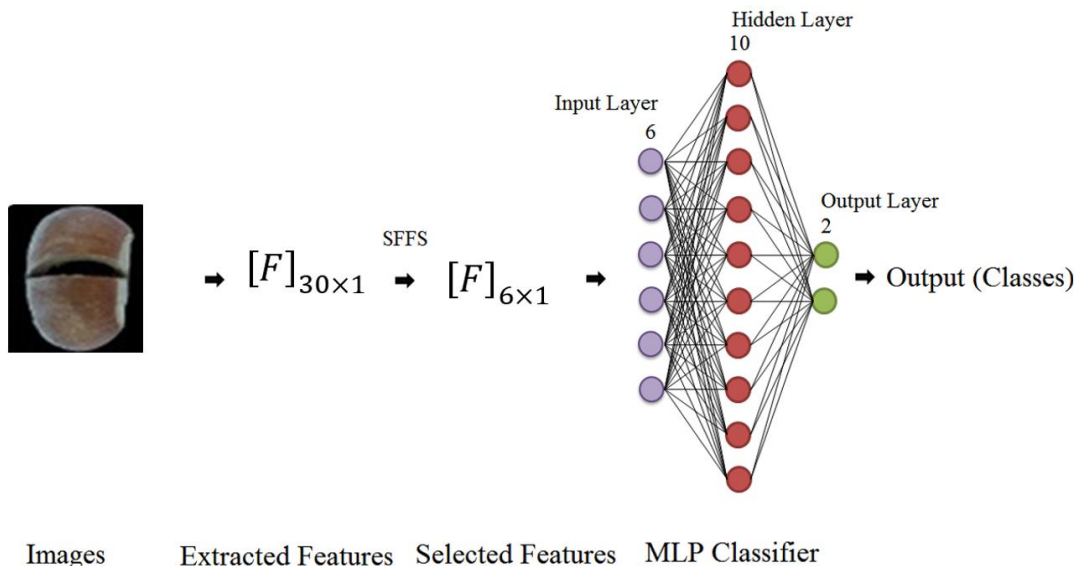 Hidden Layer
10
Input Layer
6
Output Layer
2
SFFS
[F]30×1
[F]6×1
Output (Classes)
Images
Extracted Features
Selected Features
MLP Classifier